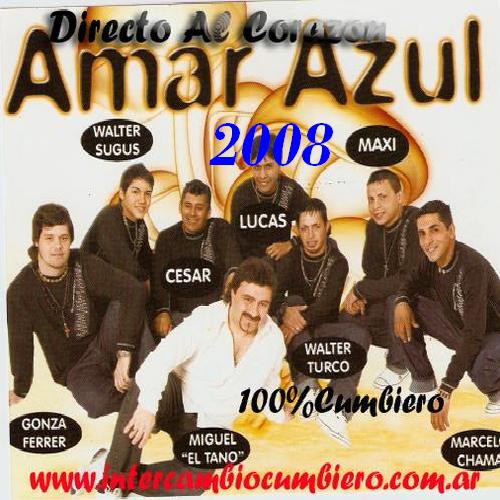 Directo Al Corazon
Amar Azul
2008
WALTER
SUGUS
MAXI
LUCAS
CESAR
WALTER
TURCO
100%Cumbiero
GONZA
FERRER
MIGUEL
"EL TANO"
MARCELO
CHAMA
www.intercambiocumbiero.com.ar